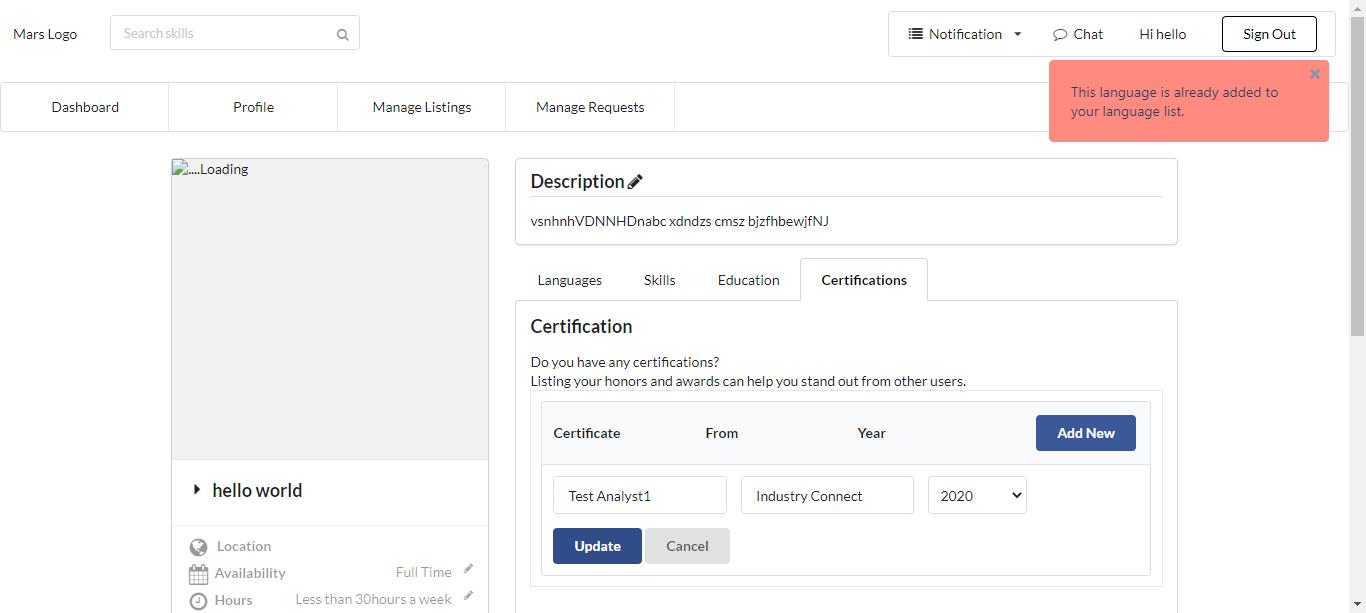 Mars Logo
Search skills
Notification
Chat
Hi hello
Sign Out
This language is already added to
your language list.
Dashboard
Profile
Manage Listings
Manage Requests
....Loading
hello world
Location
Availability
Full Time
Hours
Less than 30hours a week
Description
vsnhnhVDNNHDnabc xdndzs cmsz bjzfhbewjfNJ
Languages
Skills
Education
Certifications
Certification
Do you have any certifications?
Listing your honors and awards can help you stand out from other users.
Certificate
From
Year
Add New
Test Analyst1
Industry Connect
2020
Update
Cancel